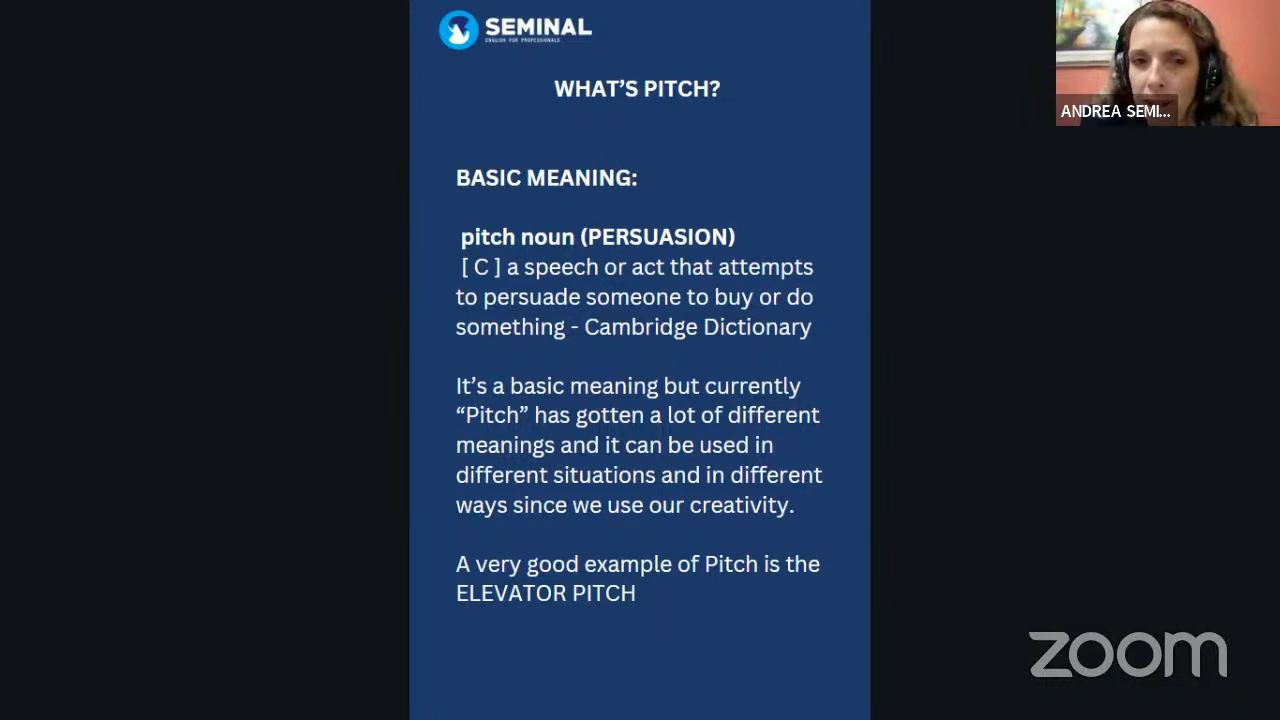 SEMINAL
ENGLISH FOR PROFESSIONALS
WHAT'S PITCH?
BASIC MEANING:
pitch noun (PERSUASION)
[ C ] a speech or act that attempts
to persuade someone to buy or do
something - Cambridge Dictionary
It's a basic meaning but currently
“Pitch” has gotten a lot of different
meanings and it can be used in
different situations and in different
ways since we use our creativity.
A very good example of Pitch is the
ELEVATOR PITCH
ANDREA SEMI...
zoom